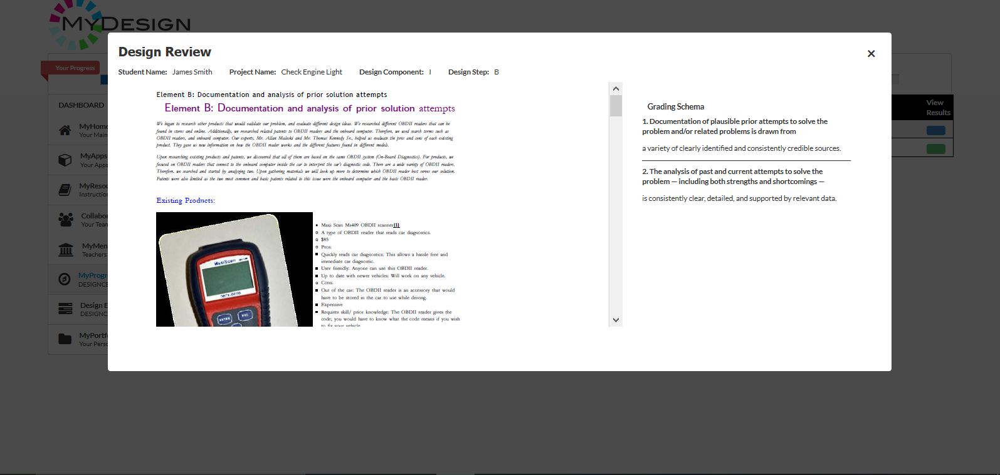 MYDESIGN
Your Progress
DASHBOARD
MyHome
Your Main
MyApps
Your Apps
MyResou
Instruction
Collabo
Your Tean
MyMen
Teachers
MyProgr
DESIGNCE
Design E
DESIGNC
MyPortf
Your Perso
View
Results
Design Review
×
Student Name: James Smith Project Name: Check Engine Light Design Component: I Design Step: B
Element B: Documentation and analysis of prior solution attempts
Element B: Documentation and analysis of prior solution attempts
We began to research other products that would validate our problem, and evaluate different design ideas. We researched different OBDII readers that can be
found in stores and online. Additionally, we researched related patents to OBDII readers and the onboard computer. Therefore, we used search terms such as
OBDII readers, and onboard computer. Our experts, Mr. Allan Malecki and Mr. Thomas Kennedy Sr., helped us evaluate the pros and cons of each existing
product. They gave us new information on how the OBDII reader works and the different features found in different models.
Upon researching existing products and patents, we discovered that all of them are based on the same OBDII system (On-Board Diagnostics). For products, we
focused on OBDII readers that connect to the onboard computer inside the car to interpret the car's diagnostic code. There are a wide variety of OBDII readers.
Therefore, we searched and started by analyzing two. Upon gathering materials we will look up more to determine which OBDII reader best serves our solution.
Patents were also limited as the two most common and basic patents related to this issue were the onboard computer and the basic OBDII reader.
Existing Products:
MaxiScan
Maxi Scan Ms409 OBDII scanner[1]
A type of OBDII reader that reads car diagnostics.
$85
Pros:
Quickly reads car diagnostics: This allows a hassle free and
immediate car diagnostic.
User friendly: Anyone can use this OBDII reader.
Up to date with newer vehicles: Will work on any vehicle.
Cons:
Out of the car: The OBDII reader is an accessory that would
have to be stored in the car to use while driving.
Expensive
Requires skill/ prior knowledge: The OBDII reader gives the
code; you would have to know what the code means if you wish
to fix your vehicle.
Grading Schema
1. Documentation of plausible prior attempts to solve the
problem and/or related problems is drawn from
a variety of clearly identified and consistently credible sources.
2. The analysis of past and current attempts to solve the
problem — including both strengths and shortcomings —
is consistently clear, detailed, and supported by relevant data.